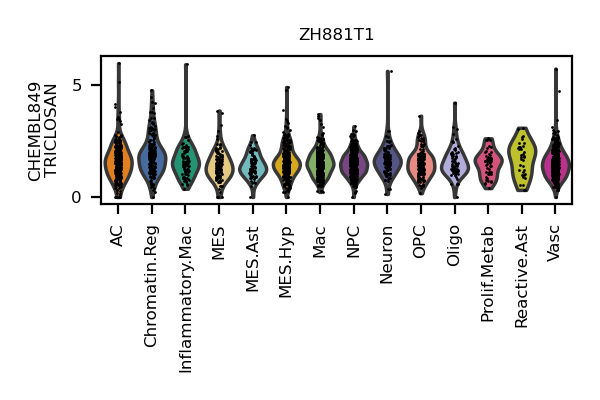 ZH881T1
CHEMBL849
TRICLOSAN
5
0
AC
Chromatin.Reg
Inflammatory.Mac
MES
MES.Ast
MES.Hyp
Mac
NPC
Neuron
OPC
Oligo
Prolif.Metab
Reactive.Ast
Vasc